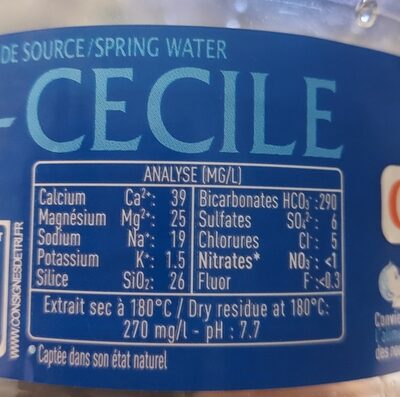 DE SOURCE/SPRING WATER
-CECILE
ANALYSE (MG/L)
Calcium Ca²⁺: 39
Magnésium Mg²⁺: 25
Sodium Na⁺: 19
Potassium K⁺: 1.5
Silice SiO₂: 26
Bicarbonates HCO₃⁻: 290
Sulfates SO₄²⁻: 6
Chlorures Cl⁻: 5
Nitrates* NO₃⁻: <1
Fluor F⁻: <0.3
Extrait sec à 180°C / Dry residue at 180°C:
270 mg/l - pH : 7.7
* Captée dans son état naturel
WWW.CONSIGNESDETRI.FR
des